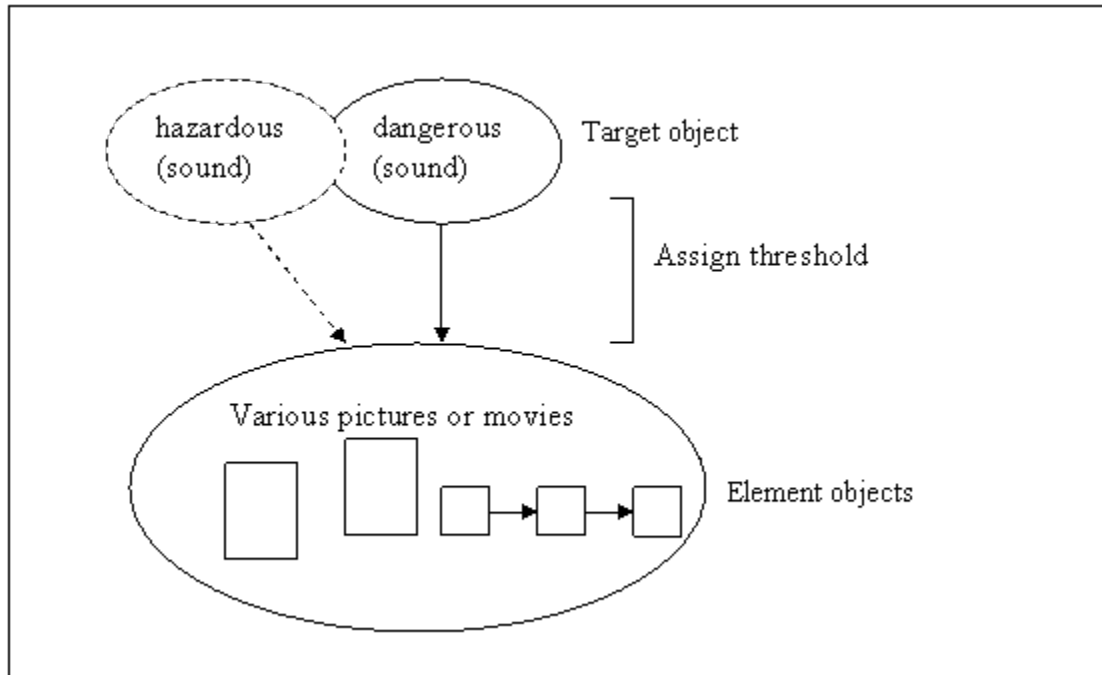 hazardous
(sound)
dangerous
(sound)
Target object
Assign threshold
Various pictures or movies
Element objects